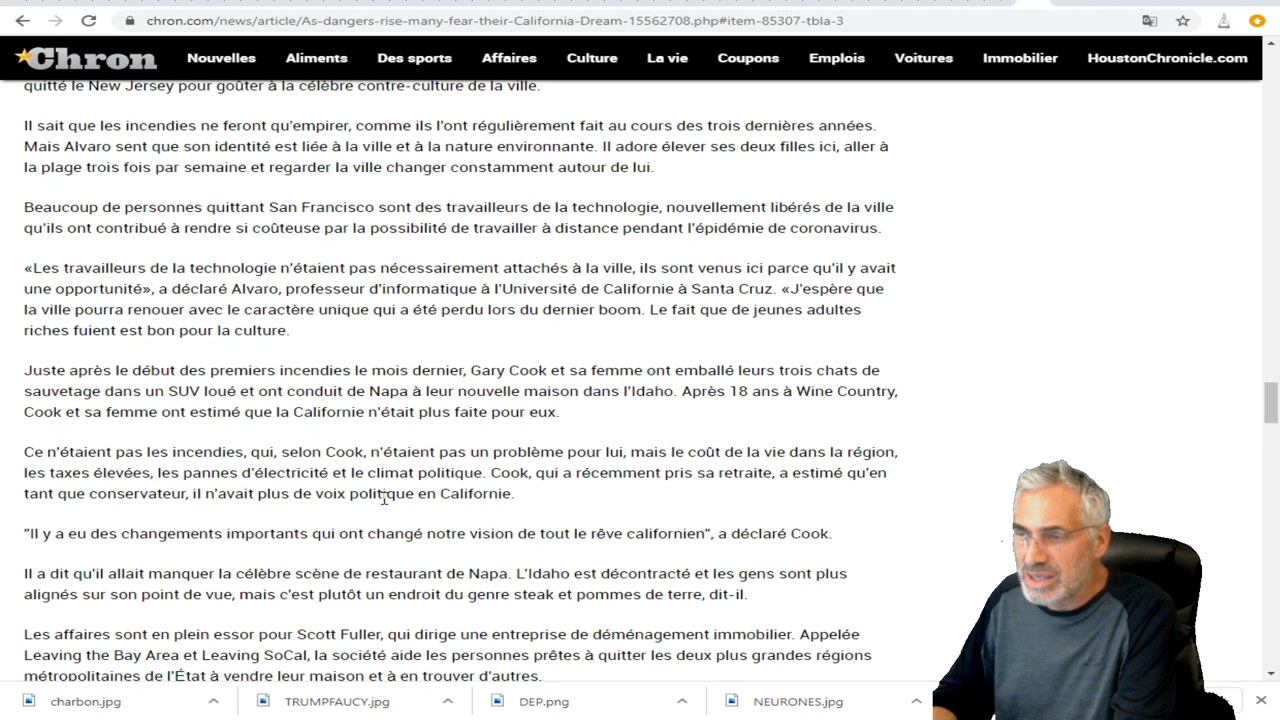 chron.com/news/article/As-dangers-rise-many-fear-their-California-Dream-15562708.php#item-85307-tbla-3
Chron Nouvelles Aliments Des sports Affaires Culture La vie Coupons Emplois Voitures Immobilier HoustonChronicle.com
quitté le New Jersey pour goûter à la célèbre contre-culture de la ville.
Il sait que les incendies ne feront qu'empirer, comme ils l'ont régulièrement fait au cours des trois dernières années.
Mais Alvaro sent que son identité est liée à la ville et à la nature environnante. Il adore élever ses deux filles ici, aller à
la plage trois fois par semaine et regarder la ville changer constamment autour de lui.
Beaucoup de personnes quittant San Francisco sont des travailleurs de la technologie, nouvellement libérés de la ville
qu'ils ont contribué à rendre si coûteuse par la possibilité de travailler à distance pendant l'épidémie de coronavirus.
«Les travailleurs de la technologie n'étaient pas nécessairement attachés à la ville, ils sont venus ici parce qu'il y avait
une opportunité», a déclaré Alvaro, professeur d'informatique à l'Université de Californie à Santa Cruz. «J'espère que
la ville pourra renouer avec le caractère unique qui a été perdu lors du dernier boom. Le fait que de jeunes adultes
riches fuient est bon pour la culture.
Juste après le début des premiers incendies le mois dernier, Gary Cook et sa femme ont emballé leurs trois chats de
sauvetage dans un SUV loué et ont conduit de Napa à leur nouvelle maison dans l'Idaho. Après 18 ans à Wine Country,
Cook et sa femme ont estimé que la Californie n'était plus faite pour eux.
Ce n'étaient pas les incendies, qui, selon Cook, n'étaient pas un problème pour lui, mais le coût de la vie dans la région,
les taxes élevées, les pannes d'électricité et le climat politique. Cook, qui a récemment pris sa retraite, a estimé qu'en
tant que conservateur, il n'avait plus de voix politique en Californie.
"Il y a eu des changements importants qui ont changé notre vision de tout le rêve californien", a déclaré Cook.
Il a dit qu'il allait manquer la célèbre scène de restaurant de Napa. L'Idaho est décontracté et les gens sont plus
alignés sur son point de vue, mais c'est plutôt un endroit du genre steak et pommes de terre, dit-il.
Les affaires sont en plein essor pour Scott Fuller, qui dirige une entreprise de déménagement immobilier. Appelée
Leaving the Bay Area et Leaving SoCal, la société aide les personnes prêtes à quitter les deux plus grandes régions
métropolitaines de l'État à vendre leur maison et à en trouver d'autres.
charbon.jpg TRUMPFAUCY.jpg DEP.png NEURONES.jpg